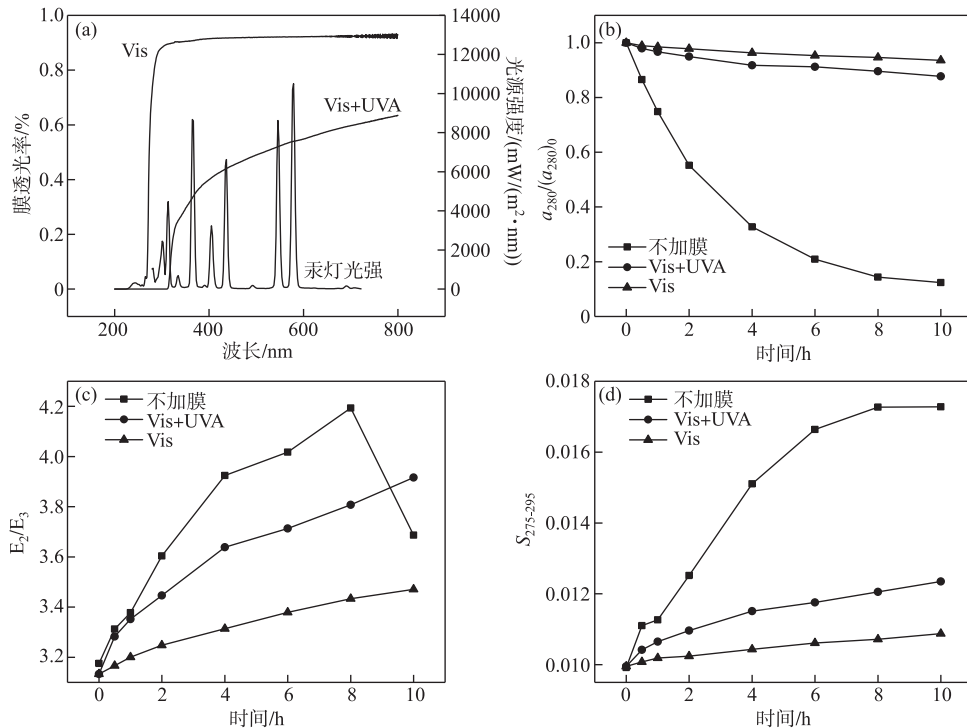 (a)
Vis
Vis+UVA
汞灯光强
膜透光率/%
光源强度/(mW/(m²·nm))
1.0
0.8
0.6
0.4
0.2
0
14000
12000
10000
8000
6000
4000
2000
0
200 400 600 800
波长/nm
(b)
a₂₈₀/(a₂₈₀)₀
1.0
0.8
0.6
0.4
0.2
0
不加膜
Vis+UVA
Vis
0 2 4 6 8 10
时间/h
(c)
不加膜
Vis+UVA
Vis
E₂/E₃
4.2
4.0
3.8
3.6
3.4
3.2
0 2 4 6 8 10
时间/h
(d)
不加膜
Vis+UVA
Vis
S₂₇₅₋₂₉₅
0.018
0.016
0.014
0.012
0.010
0 2 4 6 8 10
时间/h